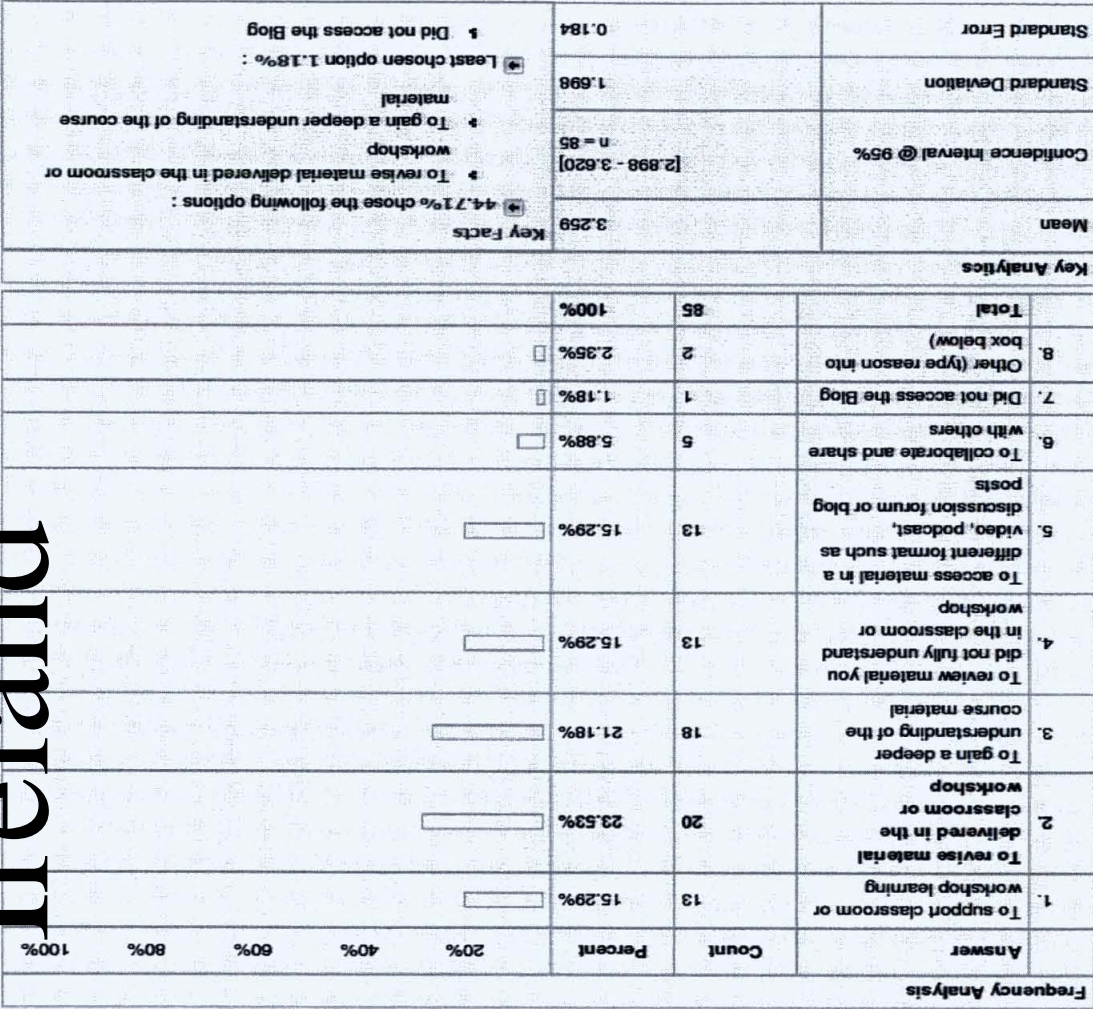 Frequency Analysis
Answer Count Percent 20% 40% 60% 80% 100%
1. To support classroom or
workshop learning 13 15.29%
2. To revise material
delivered in the
classroom or
workshop 20 23.53%
3. To gain a deeper
understanding of the
course material 18 21.18%
4. To review material you
did not fully understand
in the classroom or
workshop 13 15.29%
5. To access material in a
different format such as
video, podcast,
discussion forum or blog
posts 13 15.29%
6. To collaborate and share
with others 5 5.88%
7. Did not access the Blog 1 1.18%
8. Other (type reason into
box below) 2 2.35%
Total 85 100%
Key Analytics
Mean 3.259
Confidence Interval @ 95% [2.898 - 3.620]
n = 85
Standard Deviation 1.698
Standard Error 0.184
Key Facts
44.71% chose the following options :
To revise material delivered in the classroom or
workshop
To gain a deeper understanding of the course
material
Least chosen option 1.18% :
Did not access the Blog